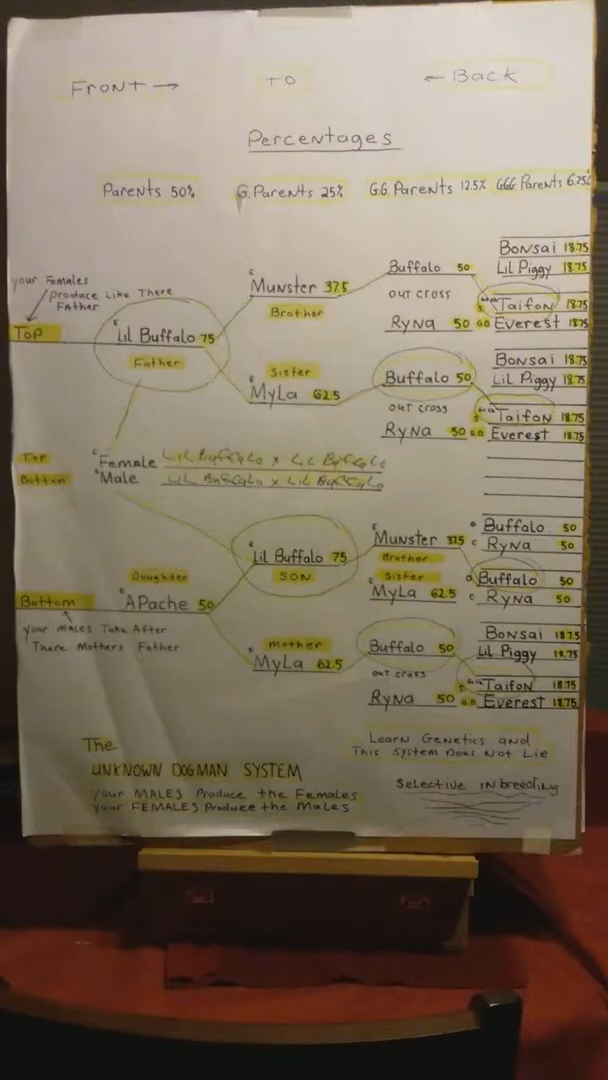 Front → TO ← Back
Percentages
Parents 50% G. Parents 25% G.G. Parents 12.5% GGG Parents 6.25%
Bonsai 18.75
Buffalo 50 Lil Piggy 18.75
your Females
Produce Like There
Father
c Munster 37.5
out cross
Taifon 18.75
Brother
Ryna 50 G.D Everest 18.75
Top
Lil Buffalo 75
Father
Bonsai 18.75
Sister
Buffalo 50 Lil Piggy 18.75
MyLa 62.5
out cross
Taifon 18.75
Ryna 50 G.D Everest 18.75
Top Female Lil Buffalo x Lil Buffalo
Bottom Male Lil Buffalo x Lil Buffalo
Buffalo 50
Munster 37.5 c Ryna 50
Lil Buffalo 75
SON
Brother
Daughter
Sister
Buffalo 50
MyLa 62.5 c Ryna 50
Bottom
APache 50
your MALES Take After
There Mothers Father
mother
MyLa 62.5
Bonsai 18.75
Buffalo 50 Lil Piggy 18.75
out cross
Taifon 18.75
Ryna 50 G.D Everest 18.75
Learn Genetics and
This System Does Not Lie
The
UNKNOWN DOGMAN SYSTEM
your MALES Produce the Females
your FEMALES Produce the Males
Selective INbreeding